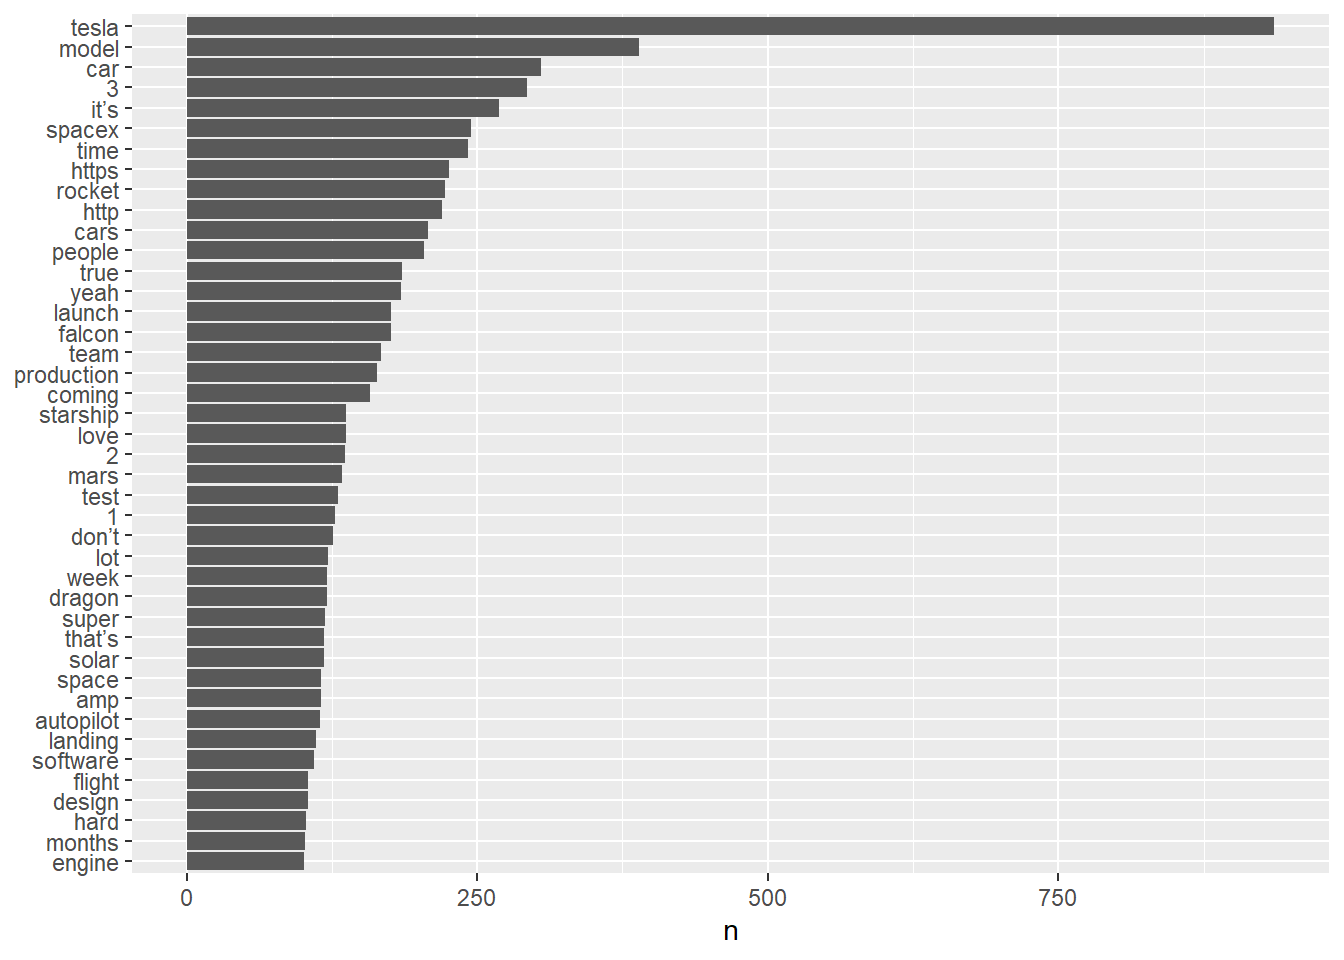 tesla
model
car
3
it’s
spacex
time
https
rocket
http
cars
people
true
yeah
launch
falcon
team
production
coming
starship
love
2
mars
test
1
don’t
lot
week
dragon
super
that’s
solar
space
amp
autopilot
landing
software
flight
design
hard
months
engine
0 250 500 750
n